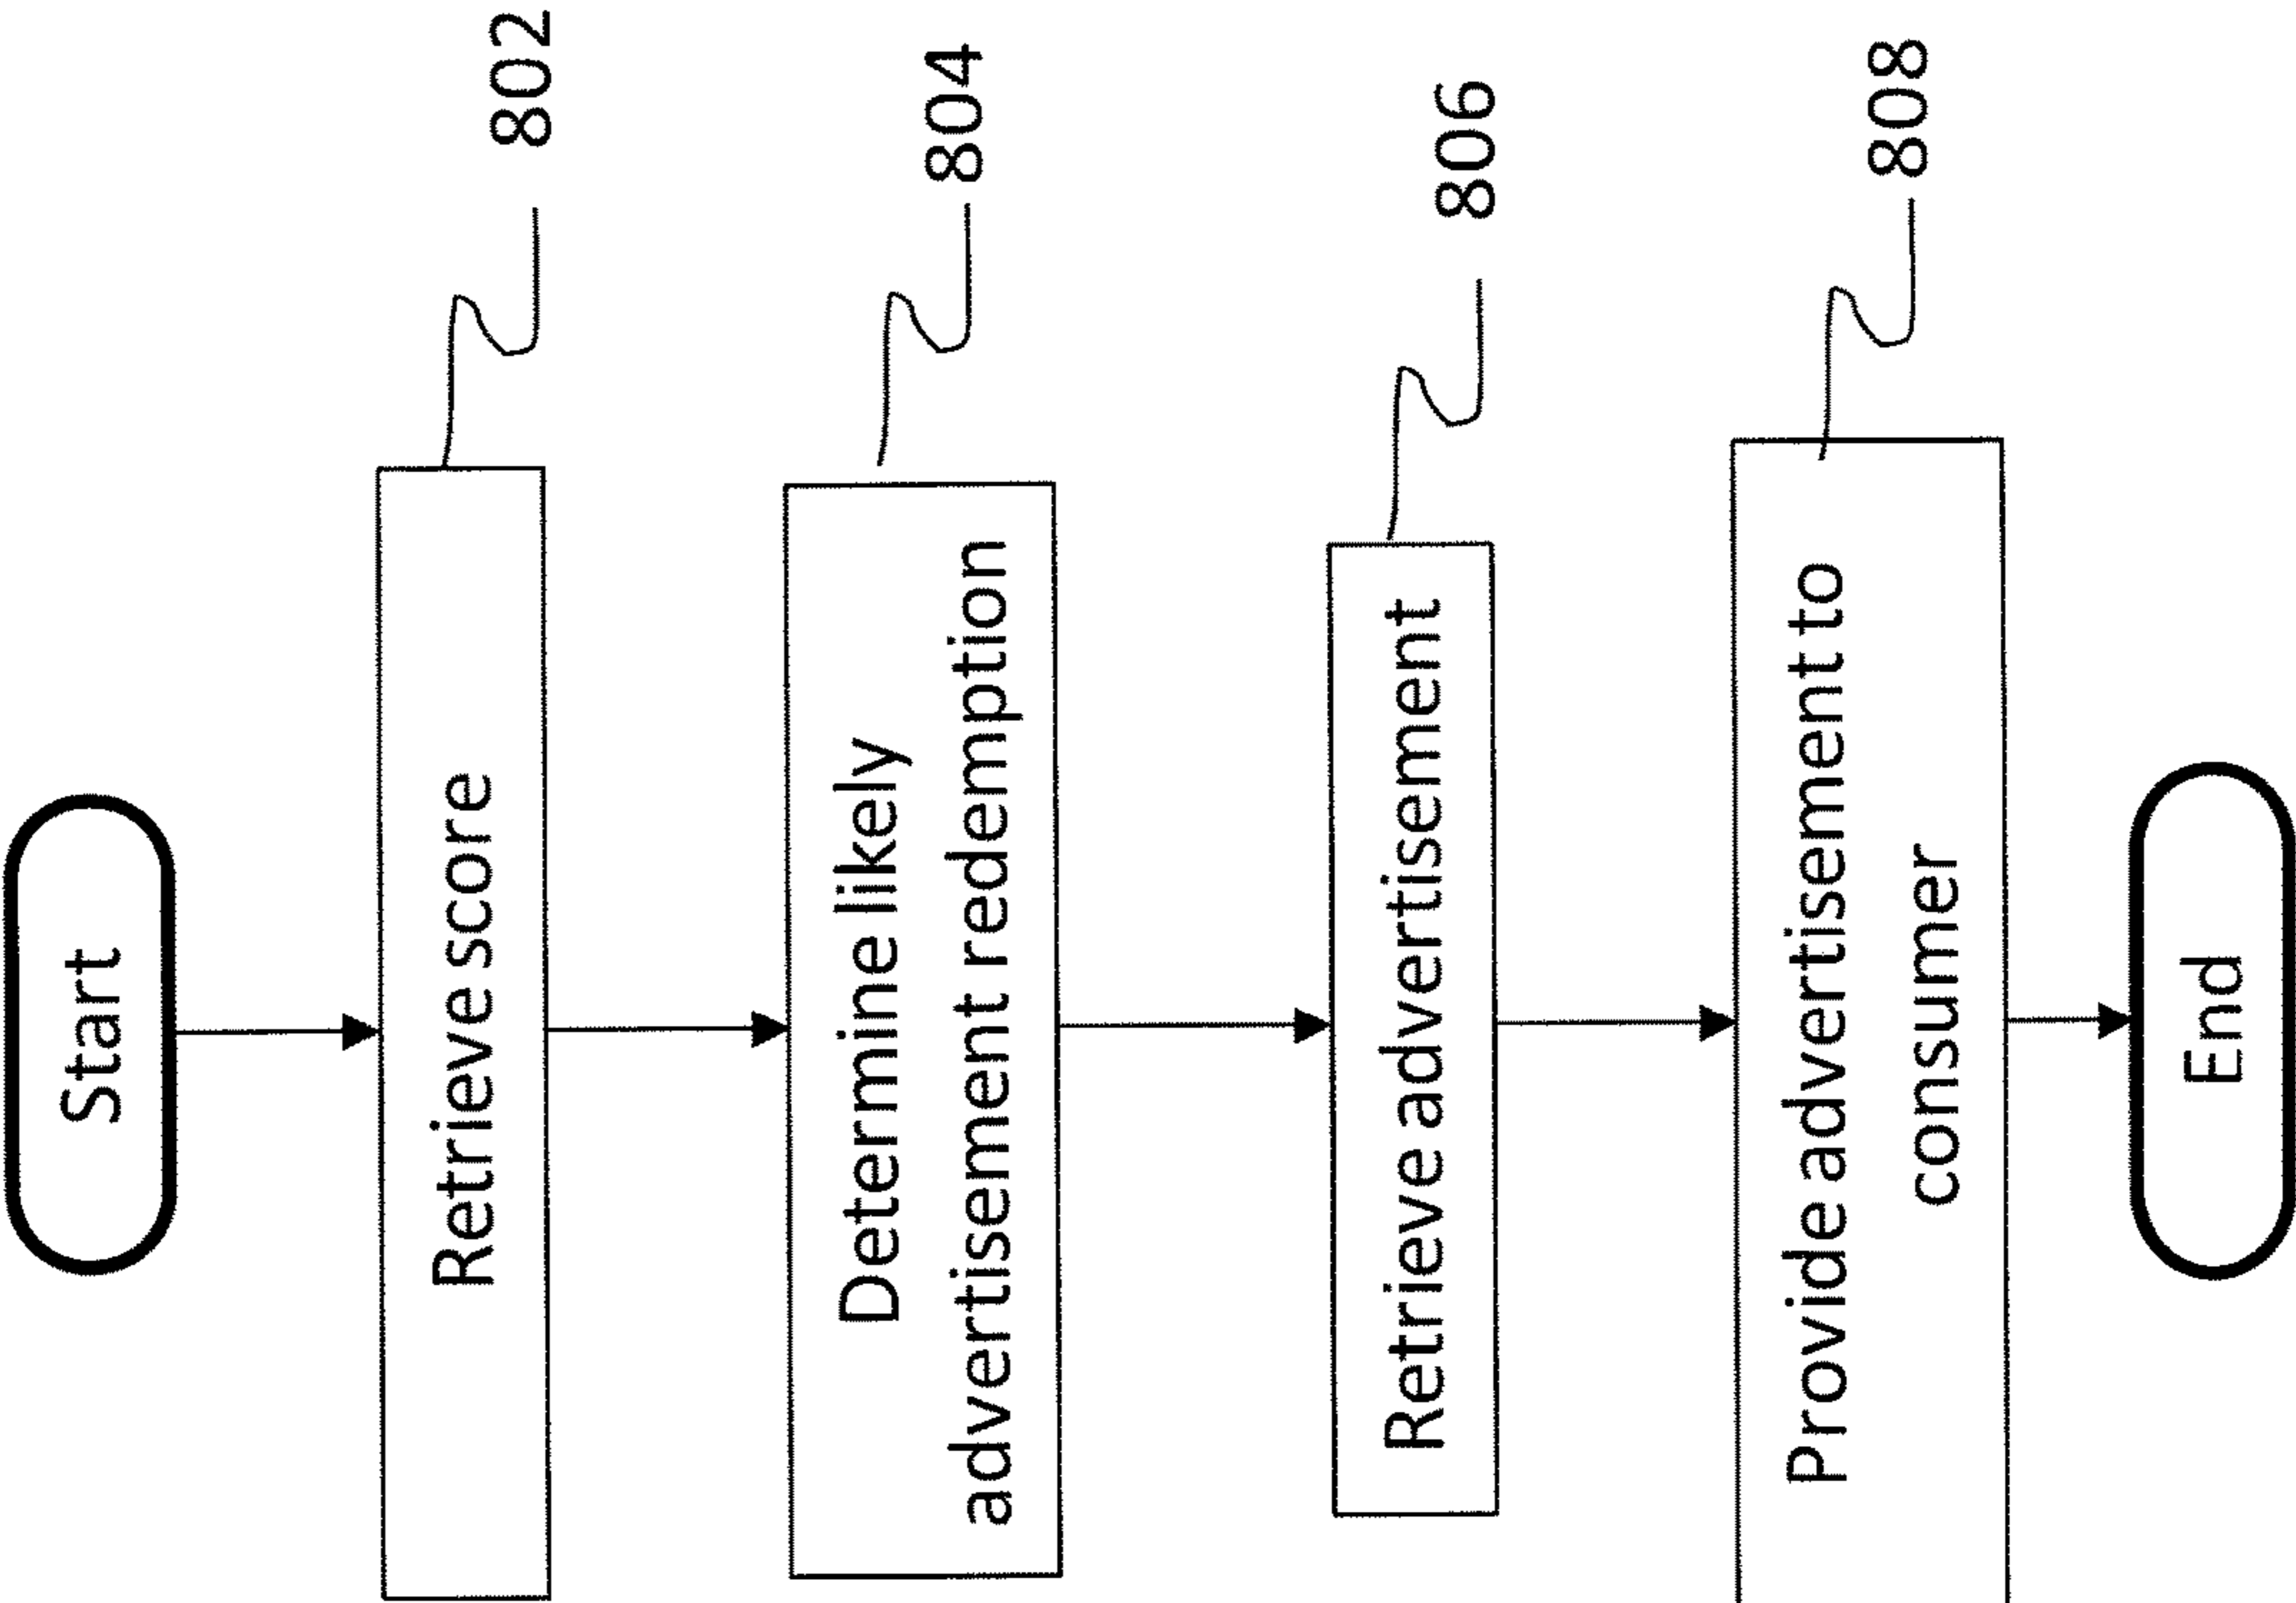 Start
Retrieve score
802
Determine likely
advertisement redemption
804
Retrieve advertisement
806
Provide advertisement to
consumer
808
End